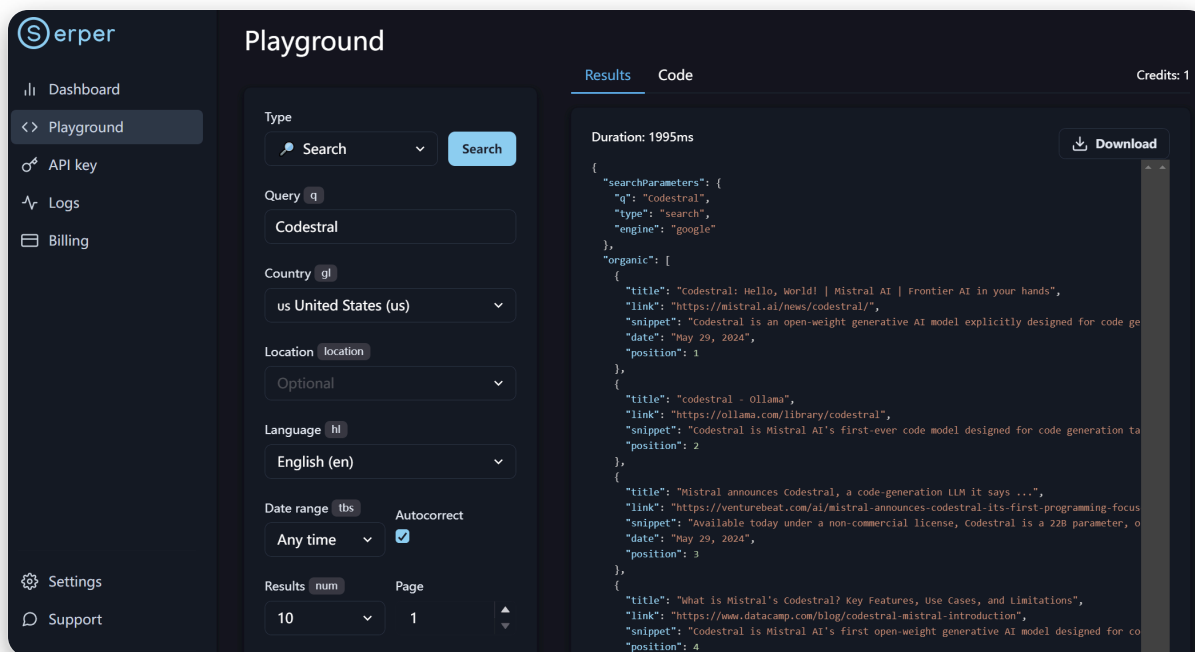 Serper
Dashboard
Playground
API key
Logs
Billing
Settings
Support
Playground
Type
Search
Search
Query q
Codestral
Country gl
us United States (us)
Location location
Optional
Language hl
English (en)
Date range tbs
Autocorrect
Any time
Results num
Page
10
1
Results
Code
Credits: 1
Duration: 1995ms
Download
{
"searchParameters": {
"q": "Codestral",
"type": "search",
"engine": "google"
},
"organic": [
{
"title": "Codestral: Hello, World! | Mistral AI | Frontier AI in your hands",
"link": "https://mistral.ai/news/codestral/",
"snippet": "Codestral is an open-weight generative AI model explicitly designed for code ge
"date": "May 29, 2024",
"position": 1
},
{
"title": "codestral - Ollama",
"link": "https://ollama.com/library/codestral",
"snippet": "Codestral is Mistral AI's first-ever code model designed for code generation ta
"position": 2
},
{
"title": "Mistral announces Codestral, a code-generation LLM it says ...",
"link": "https://venturebeat.com/ai/mistral-announces-codestral-its-first-programming-focus
"snippet": "Available today under a non-commercial license, Codestral is a 22B parameter, o
"date": "May 29, 2024",
"position": 3
},
{
"title": "What is Mistral's Codestral? Key Features, Use Cases, and Limitations",
"link": "https://www.datacamp.com/blog/codestral-mistral-introduction",
"snippet": "Codestral is Mistral AI's first open-weight generative AI model designed for co
"position": 4